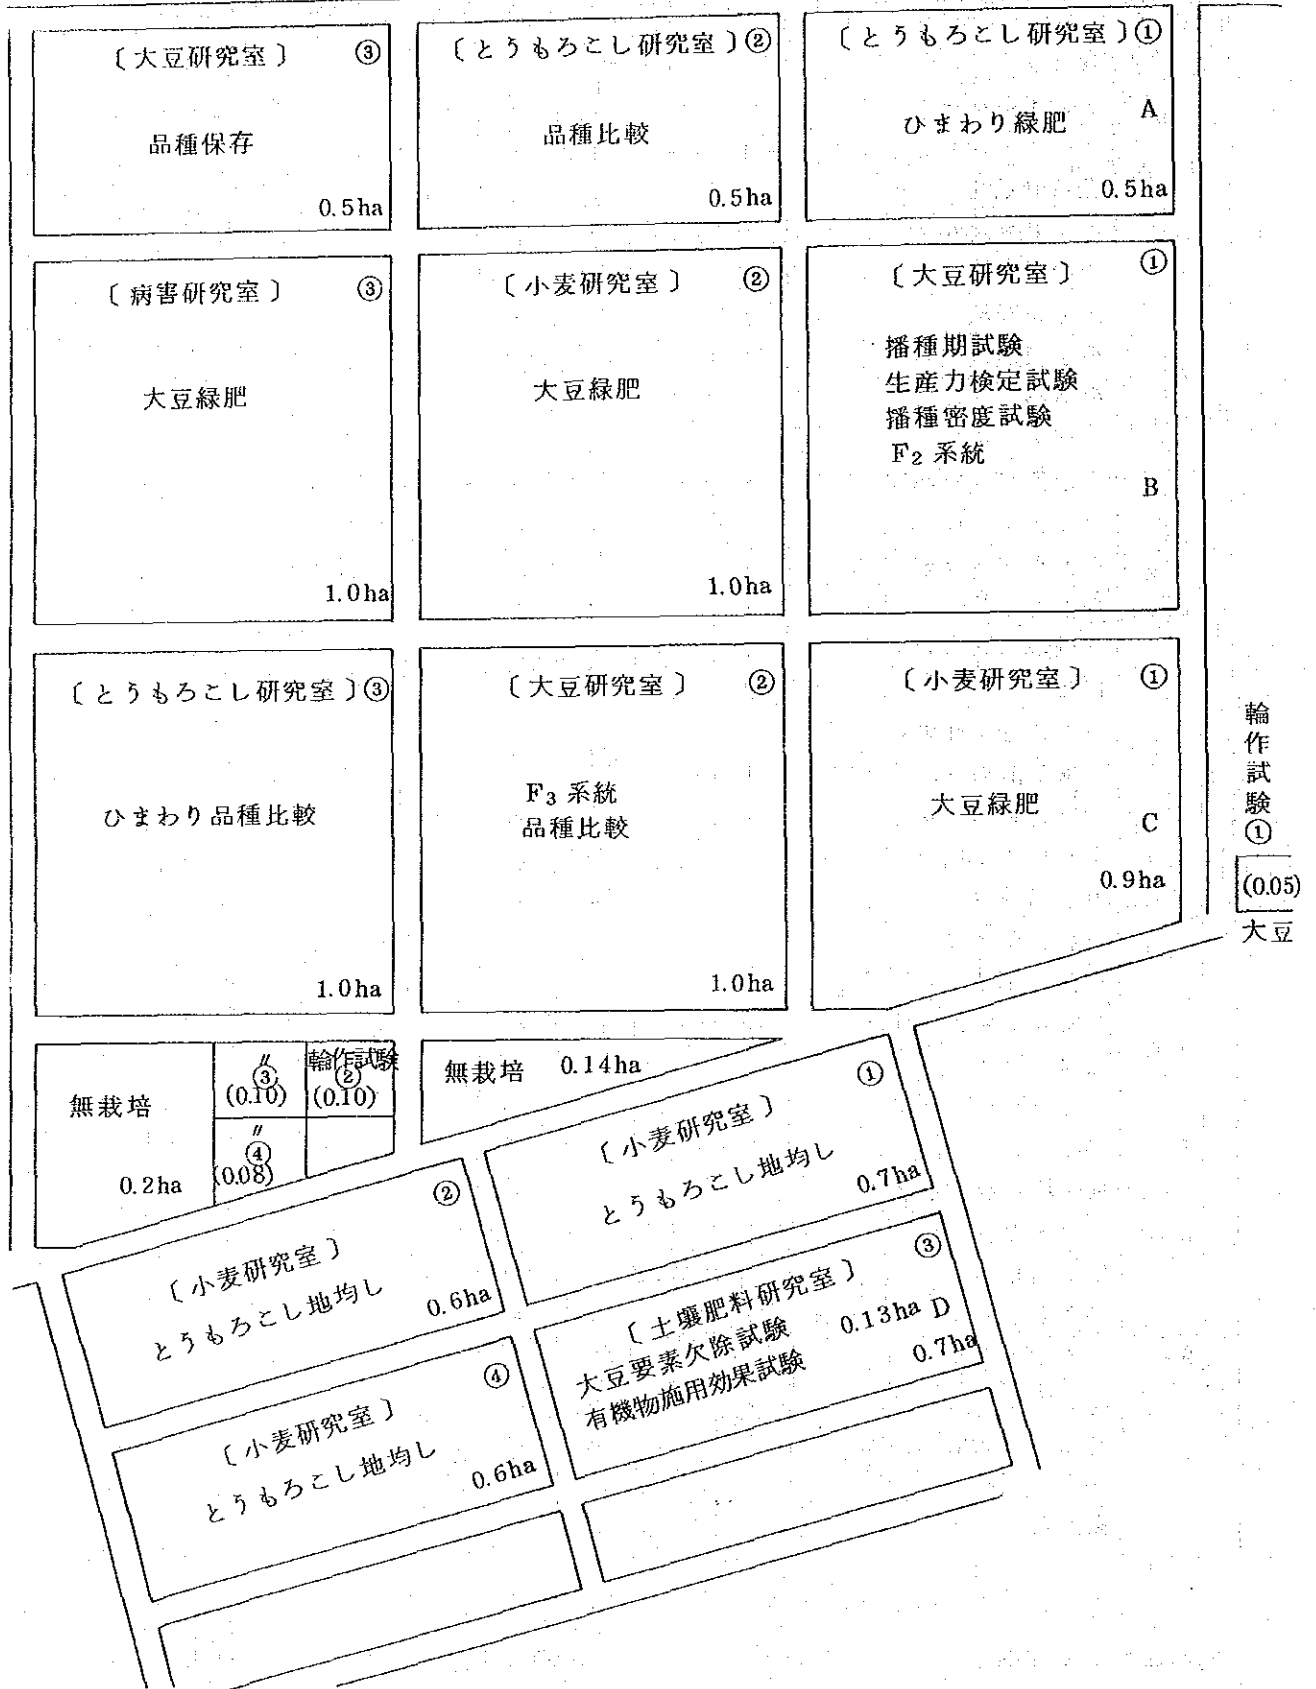 〔大豆研究室〕 ③
品種保存
0.5ha
〔とうもろこし研究室〕②
品種比較
0.5ha
〔とうもろこし研究室〕①
ひまわり緑肥 A
0.5ha
〔病害研究室〕 ③
大豆緑肥
1.0ha
〔小麦研究室〕 ②
大豆緑肥
1.0ha
〔大豆研究室〕 ①
播種期試験
生産力検定試験
播種密度試験
F₂ 系統
B
〔とうもろこし研究室〕③
ひまわり品種比較
1.0ha
〔大豆研究室〕 ②
F₃ 系統
品種比較
1.0ha
〔小麦研究室〕 ①
大豆緑肥
C
0.9ha
輪作試験①
(0.05)
大豆
無栽培
0.2ha
〃
③
(0.10)
輪作試験
②
(0.10)
〃
④
(0.08)
無栽培 0.14ha
①
〔小麦研究室〕
とうもろこし地均し
0.7ha
②
〔小麦研究室〕
とうもろこし地均し
0.6ha
③
〔土壌肥料研究室〕
大豆要素欠除試験 0.13ha D
有機物施用効果試験 0.7ha
④
〔小麦研究室〕
とうもろこし地均し
0.6ha